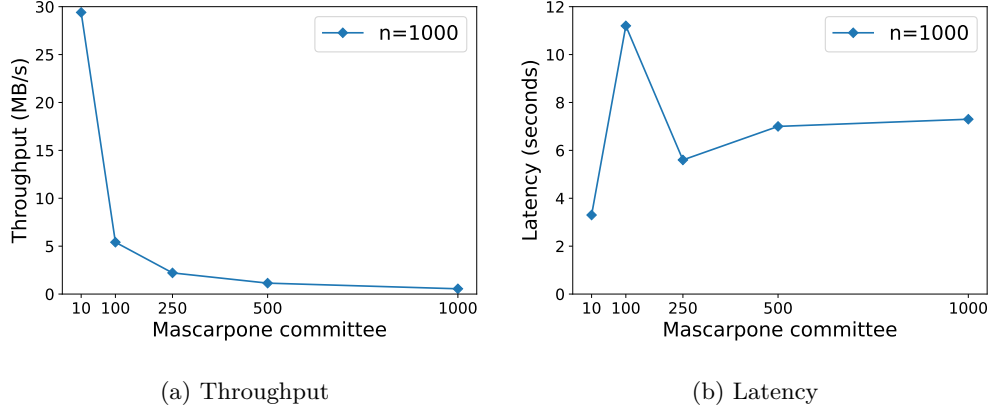 30
25
20
15
10
5
0
Throughput (MB/s)
n=1000
10 100 250 500 1000
Mascarpone committee
(a) Throughput
12
10
8
6
4
2
0
Latency (seconds)
n=1000
10 100 250 500 1000
Mascarpone committee
(b) Latency